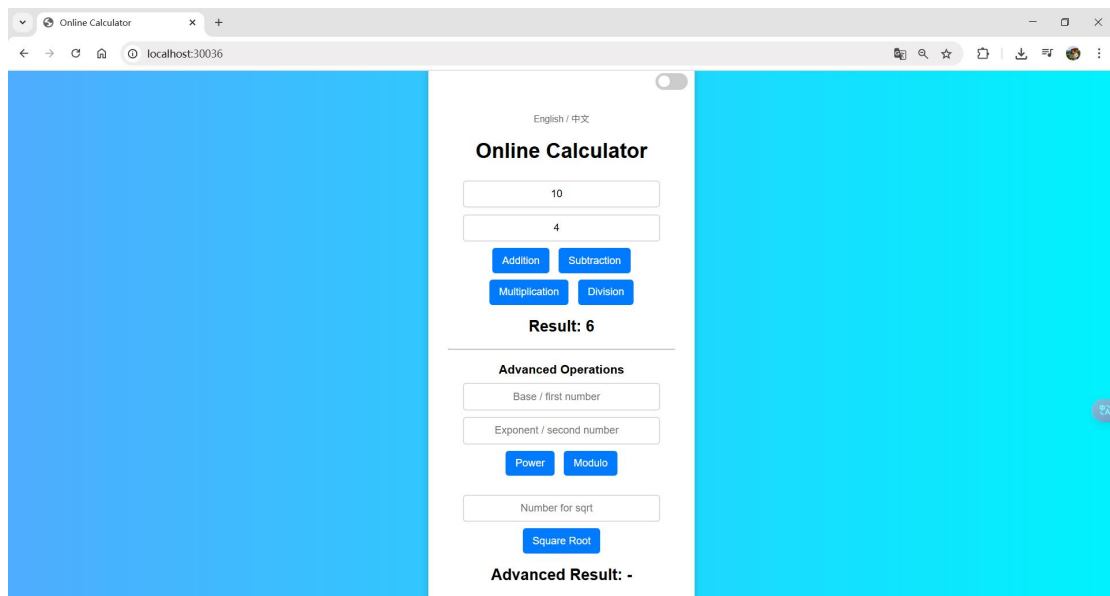 Online Calculator
localhost:30036
English / 中文
Online Calculator
10
4
Addition Subtraction
Multiplication Division
Result: 6
Advanced Operations
Base / first number
Exponent / second number
Power Modulo
Number for sqrt
Square Root
Advanced Result: -